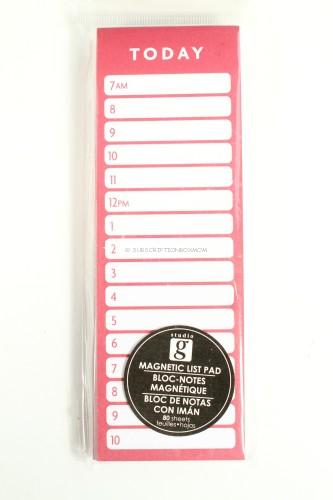 TODAY
7AM
8
9
10
11
12PM
1
2
© SUBSCRIPTIONBOXMOM
3
4
5
6
7
8
9
10
studio
g
MAGNETIC LIST PAD
BLOC-NOTES
MAGNÉTIQUE
BLOC DE NOTAS
CON IMÁN
80 sheets
feuilles•hojas